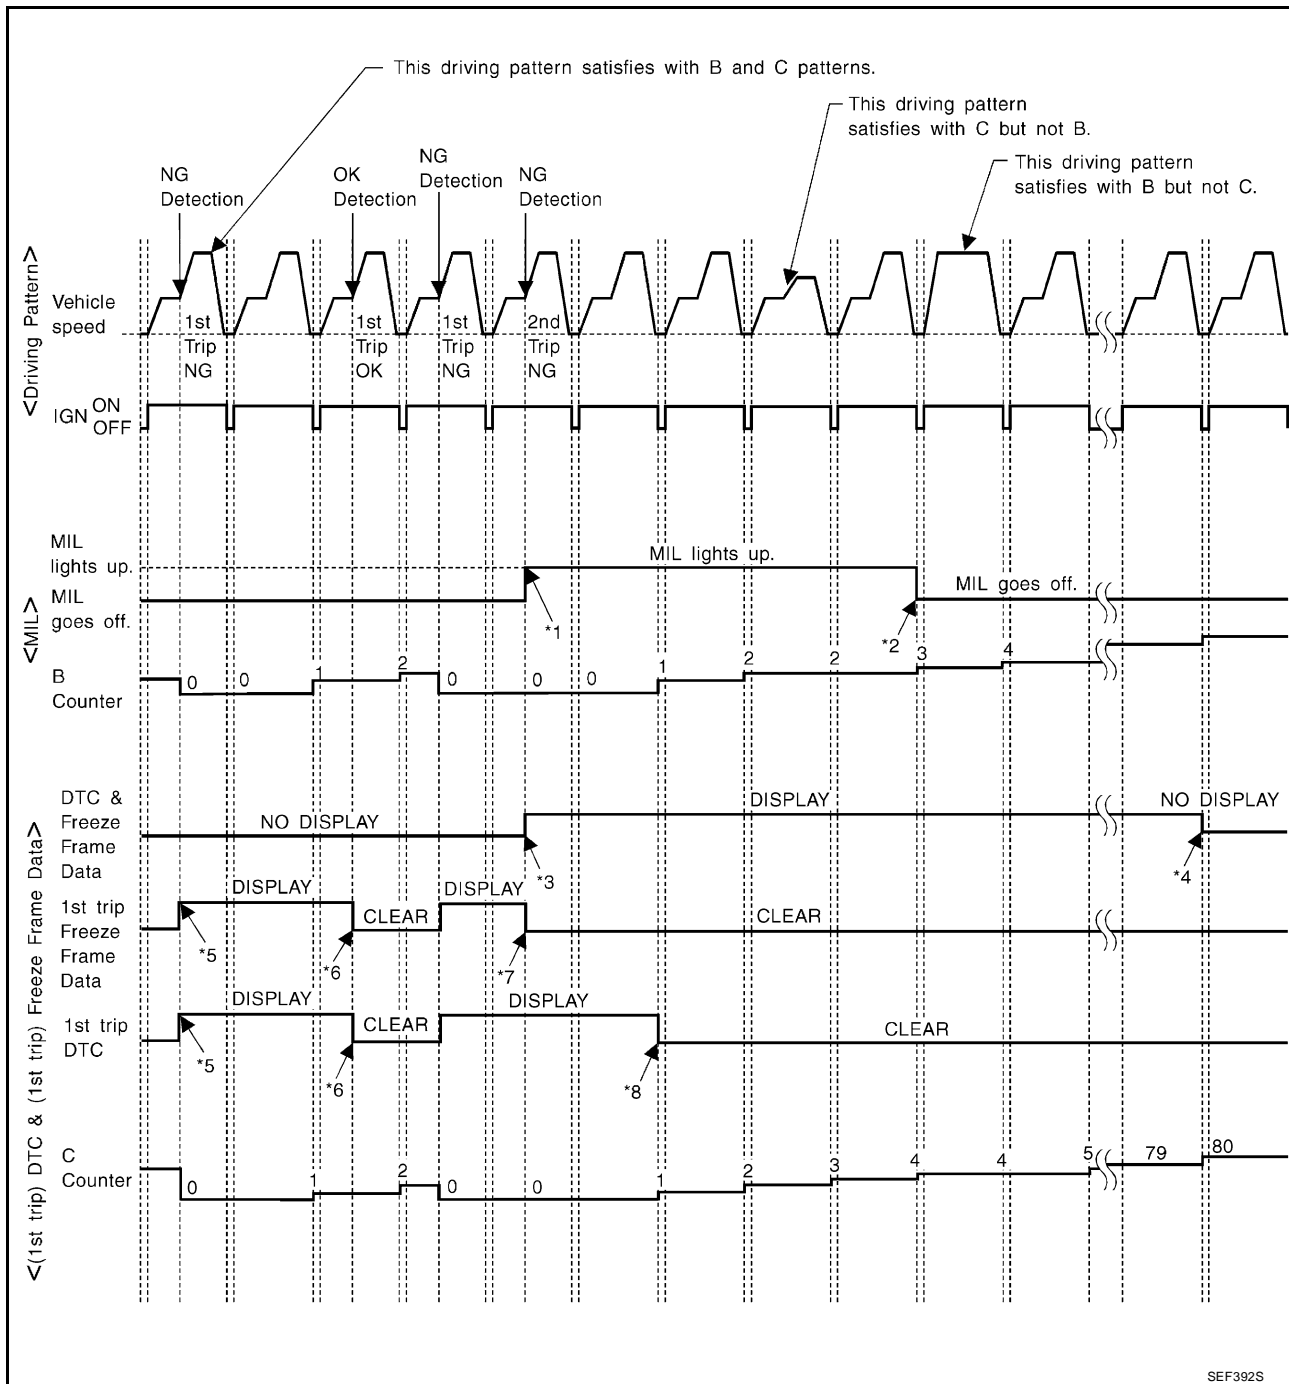 This driving pattern satisfies with B and C patterns.
This driving pattern
satisfies with C but not B.
This driving pattern
satisfies with B but not C.
NG
Detection
OK
Detection
NG
Detection
NG
Detection
<Driving Pattern>
Vehicle
speed
1st
Trip
NG
1st
Trip
OK
1st
Trip
NG
2nd
Trip
NG
IGN ON
OFF
<MIL>
MIL
lights up.
MIL
goes off.
MIL lights up.
MIL goes off.
*1
*2
B
Counter
0 0 1 2 0 0 0 1 2 2 3 4
<(1st trip) DTC & (1st trip) Freeze Frame Data>
DTC &
Freeze
Frame
Data
NO DISPLAY
DISPLAY
NO DISPLAY
*3
*4
1st trip
Freeze
Frame
Data
DISPLAY
CLEAR
DISPLAY
CLEAR
*5
*6
*7
1st trip
DTC
DISPLAY
CLEAR
DISPLAY
CLEAR
*5
*6
*8
C
Counter
0 1 2 0 0 1 2 3 4 4 5 79 80
SEF392S